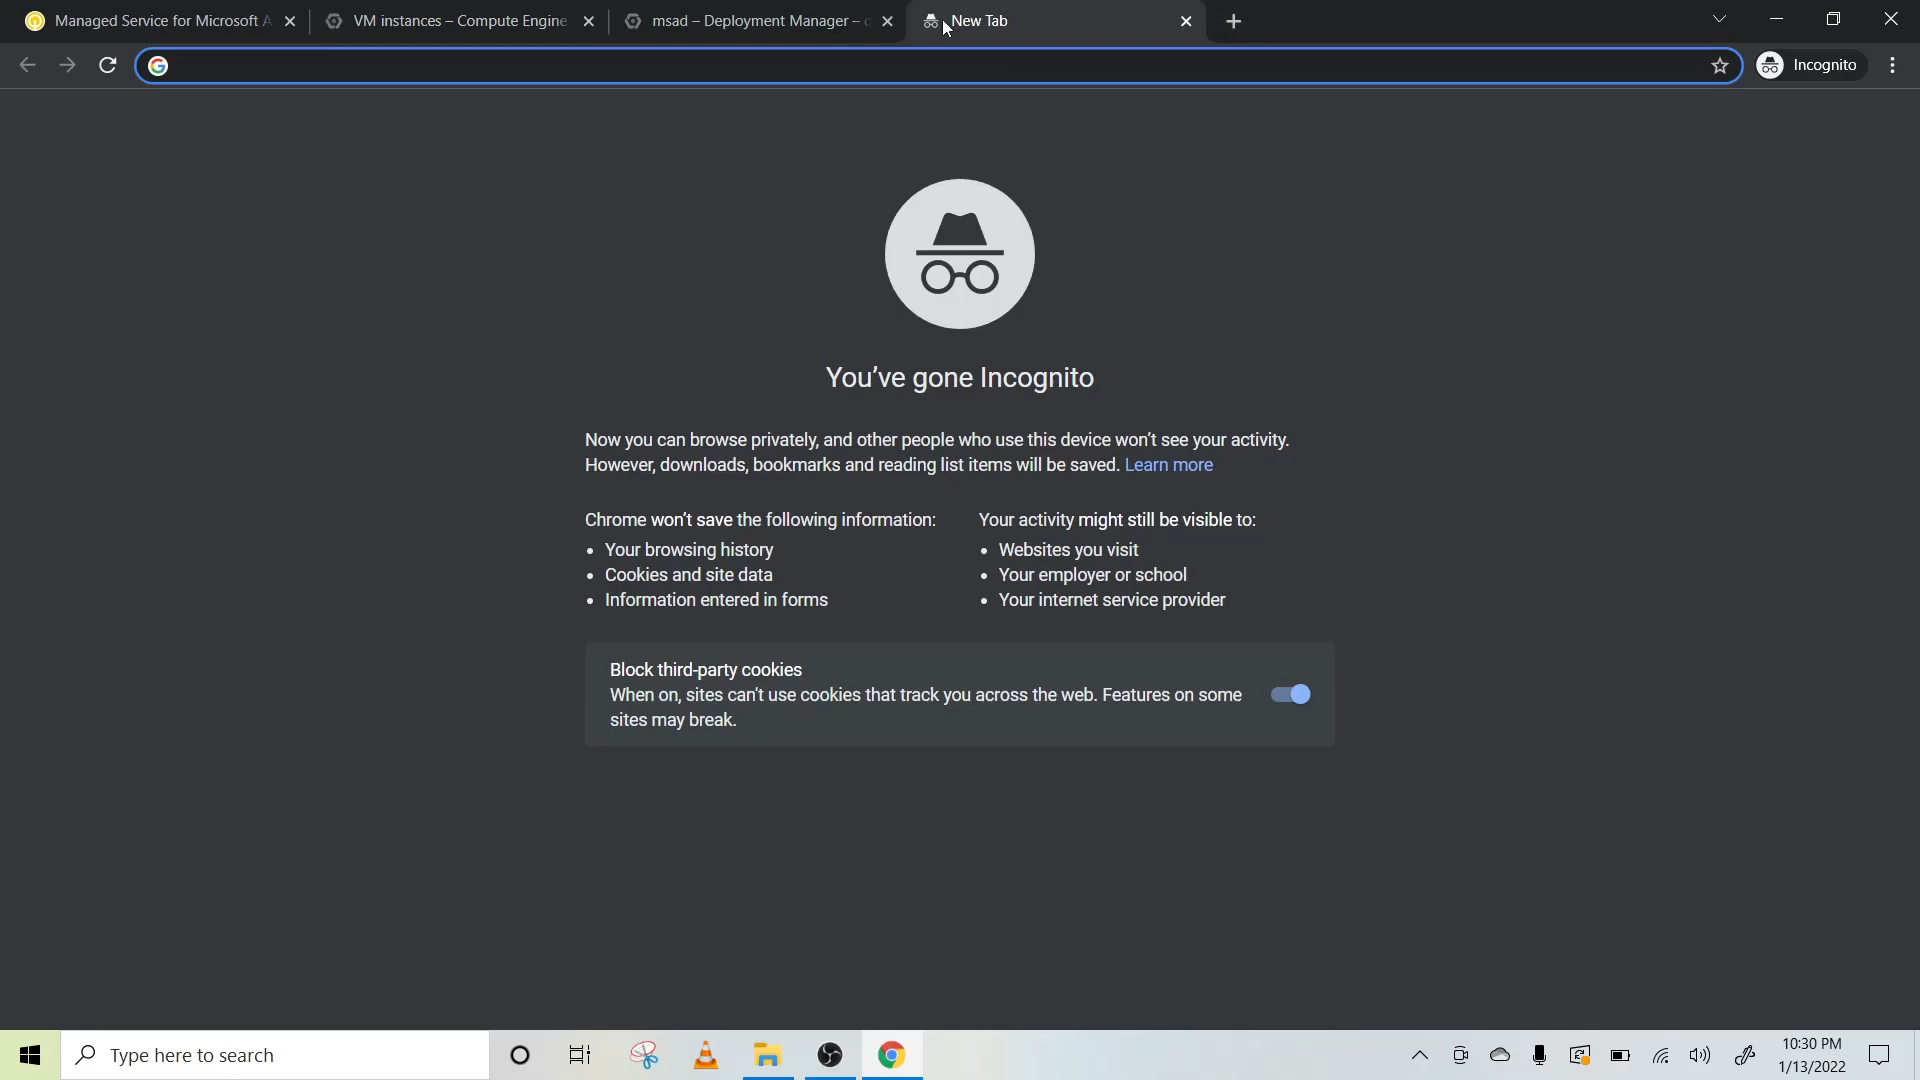 Managed Service for Microsoft A
VM instances – Compute Engine
msad – Deployment Manager –
New Tab
Incognito
You've gone Incognito
Now you can browse privately, and other people who use this device won't see your activity.
However, downloads, bookmarks and reading list items will be saved. Learn more
Chrome won't save the following information:
Your browsing history
Cookies and site data
Information entered in forms
Your activity might still be visible to:
Websites you visit
Your employer or school
Your internet service provider
Block third-party cookies
When on, sites can't use cookies that track you across the web. Features on some
sites may break.
Type here to search
10:30 PM
1/13/2022